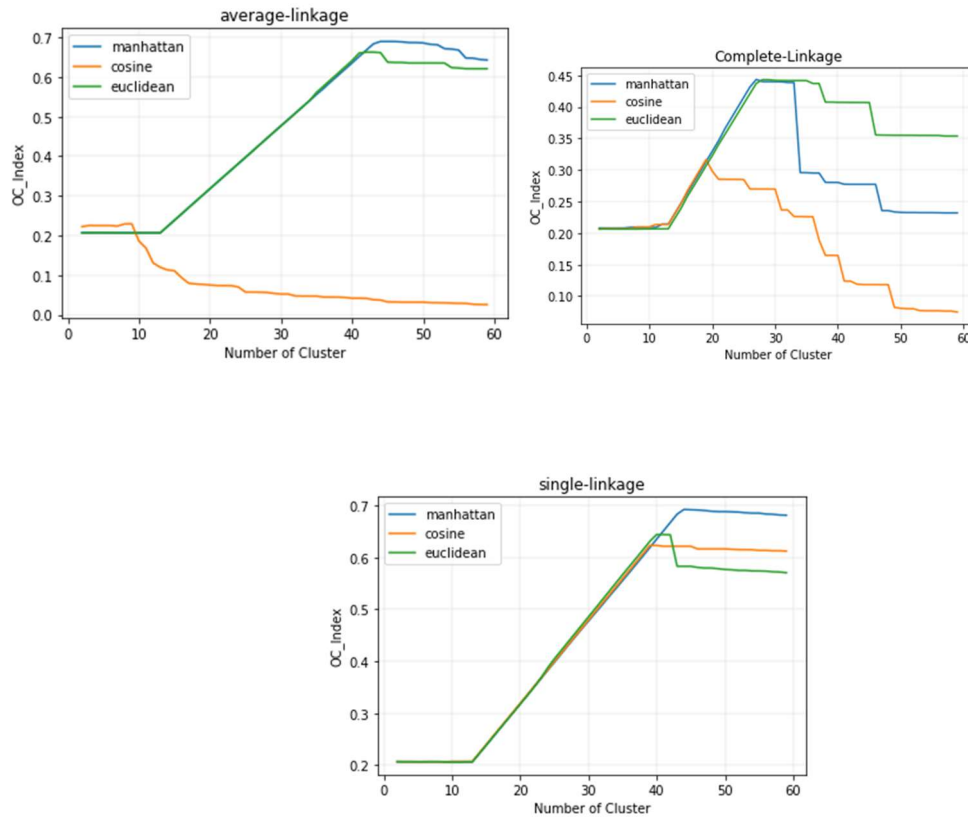 average-linkage
manhattan
cosine
euclidean
OC_Index
0.7
0.6
0.5
0.4
0.3
0.2
0.1
0.0
0 10 20 30 40 50 60
Number of Cluster
Complete-Linkage
manhattan
cosine
euclidean
OC_Index
0.45
0.40
0.35
0.30
0.25
0.20
0.15
0.10
0 10 20 30 40 50 60
Number of Cluster
single-linkage
manhattan
cosine
euclidean
OC_Index
0.7
0.6
0.5
0.4
0.3
0.2
0 10 20 30 40 50 60
Number of Cluster